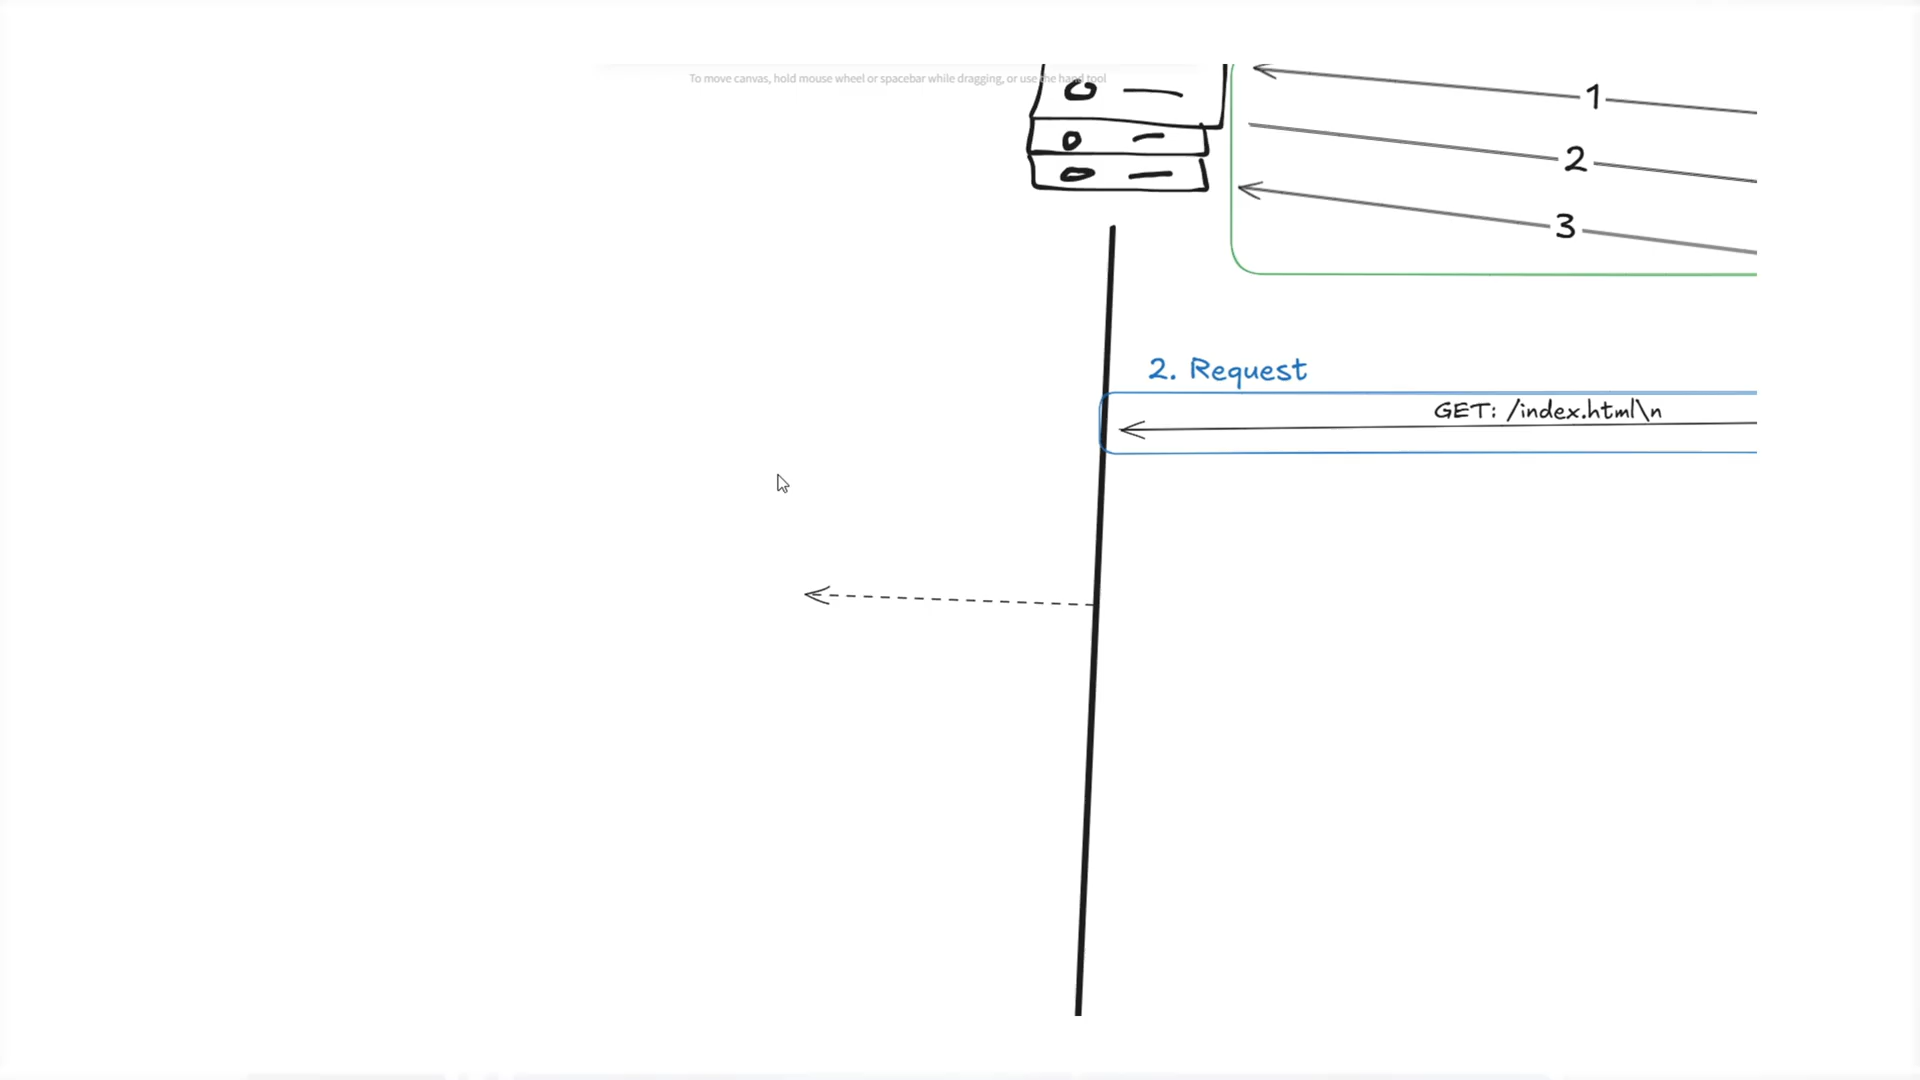 To move canvas, hold mouse wheel or spacebar while dragging, or use the hand tool
1
2
3
2. Request
GET: /index.html\n